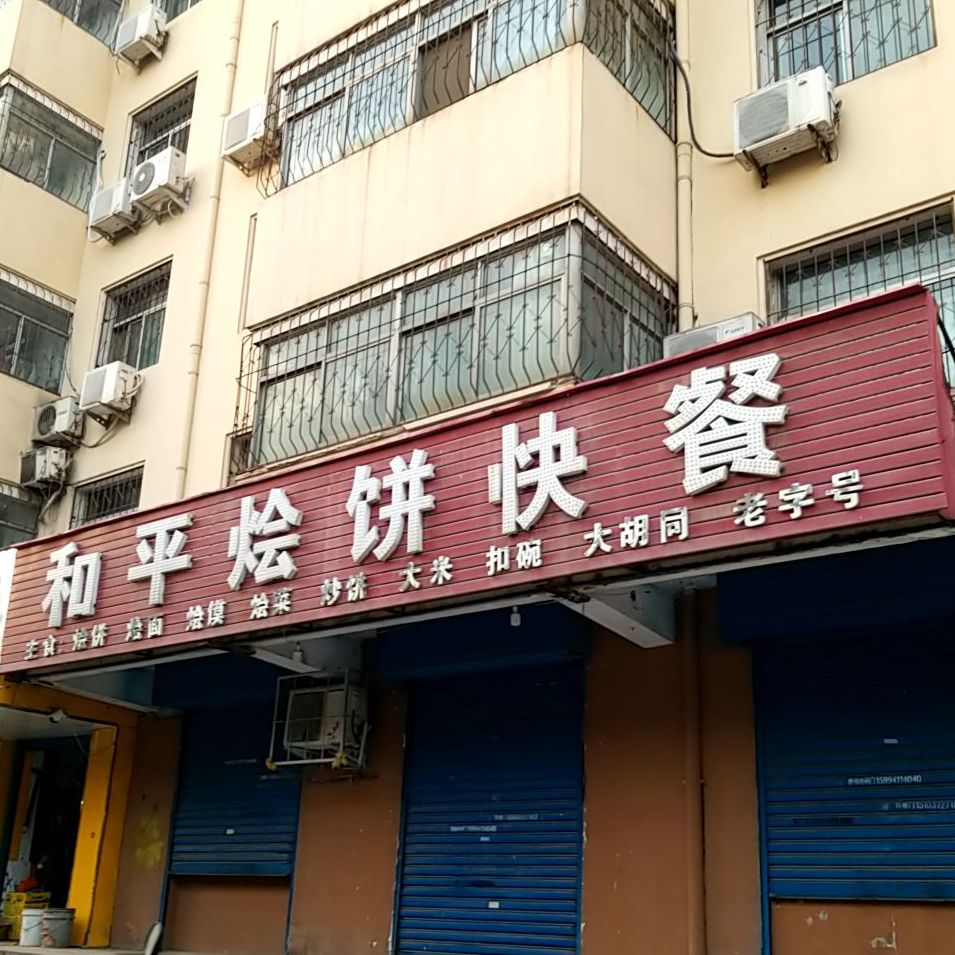 和平烩饼快餐
主食:烩饼 烩面 烩馍 烩菜 炒饼 大米 扣碗 大胡同 老字号
15994116040